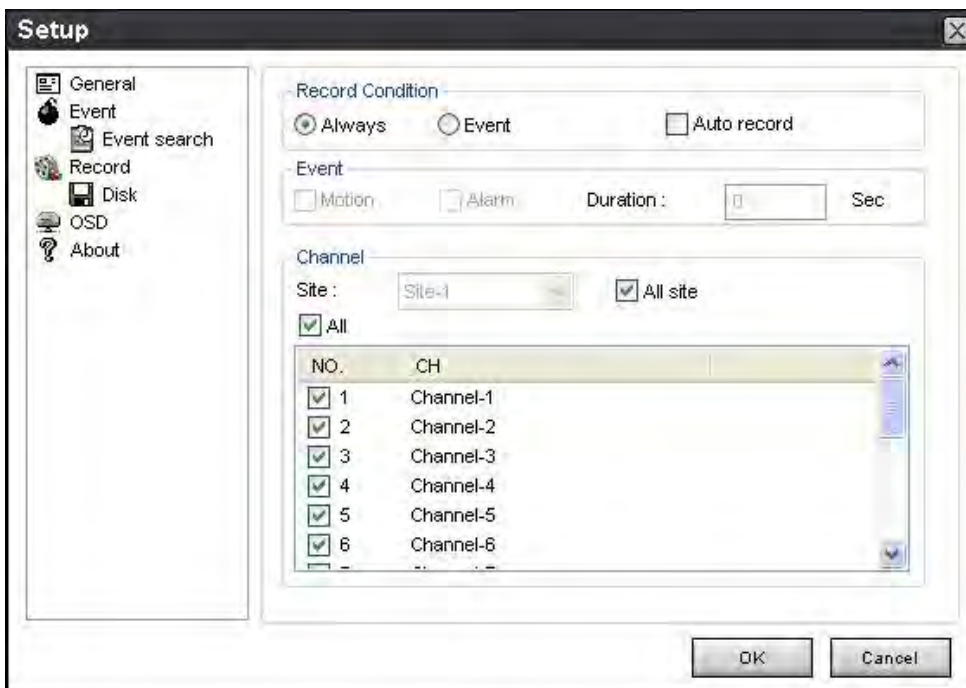 Setup
General
Event
Event search
Record
Disk
OSD
About
Record Condition
Always Event Auto record
Event
Motion Alarm Duration : 0 Sec
Channel
Site : Site-1 All site
All
NO. CH
1 Channel-1
2 Channel-2
3 Channel-3
4 Channel-4
5 Channel-5
6 Channel-6
OK Cancel